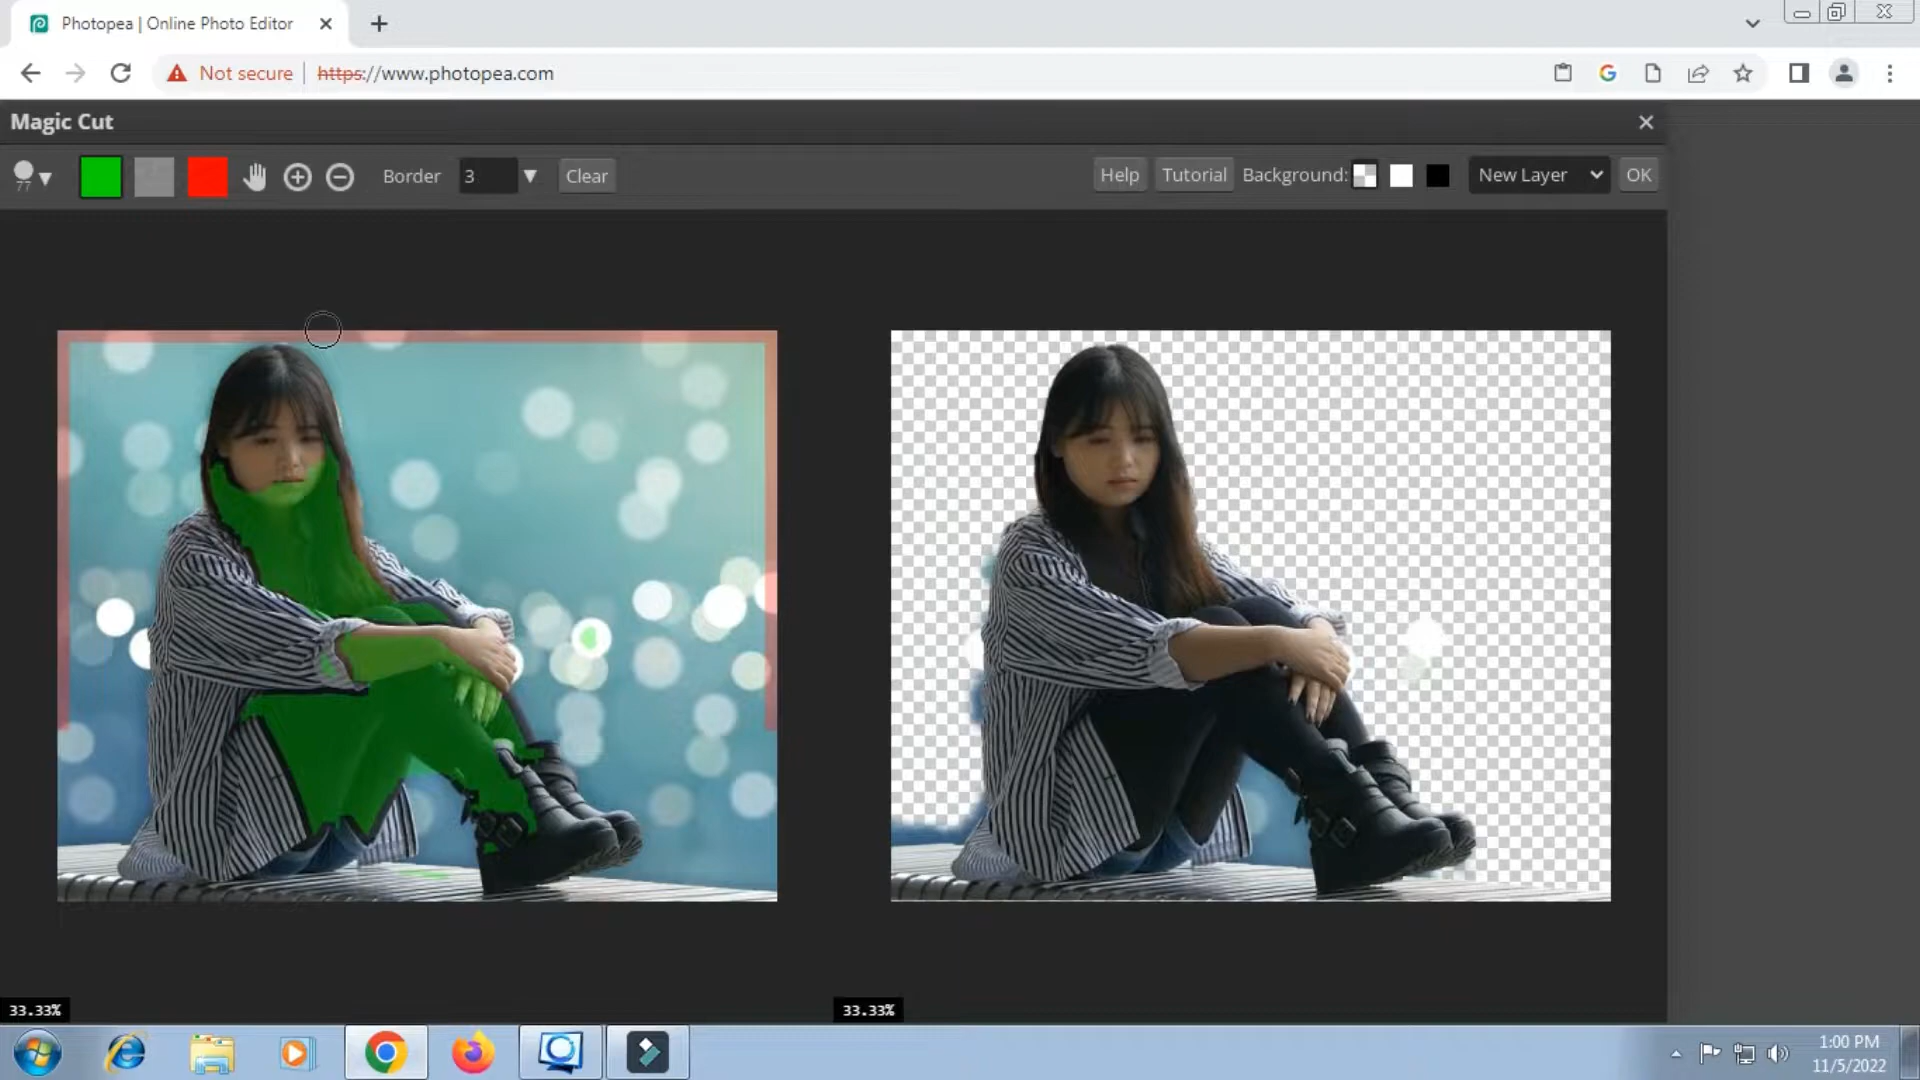 Photopea | Online Photo Editor
Not secure
https://www.photopea.com
Magic Cut
77
Border
3
Clear
Help
Tutorial
Background:
New Layer
OK
33.33%
33.33%
1:00 PM
11/5/2022